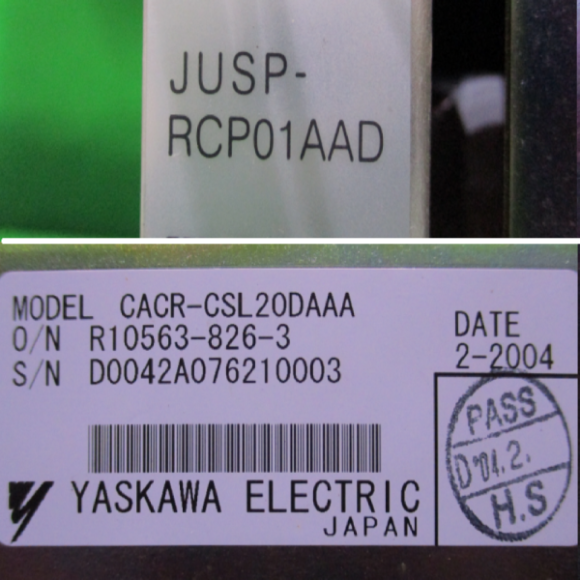 JUSP-
RCP01AAD
MODEL CACR-CSL20DAAA
O/N R10563-826-3
S/N D0042A076210003
DATE
2-2004
PASS
D'04.2.
H.S
YASKAWA ELECTRIC
JAPAN